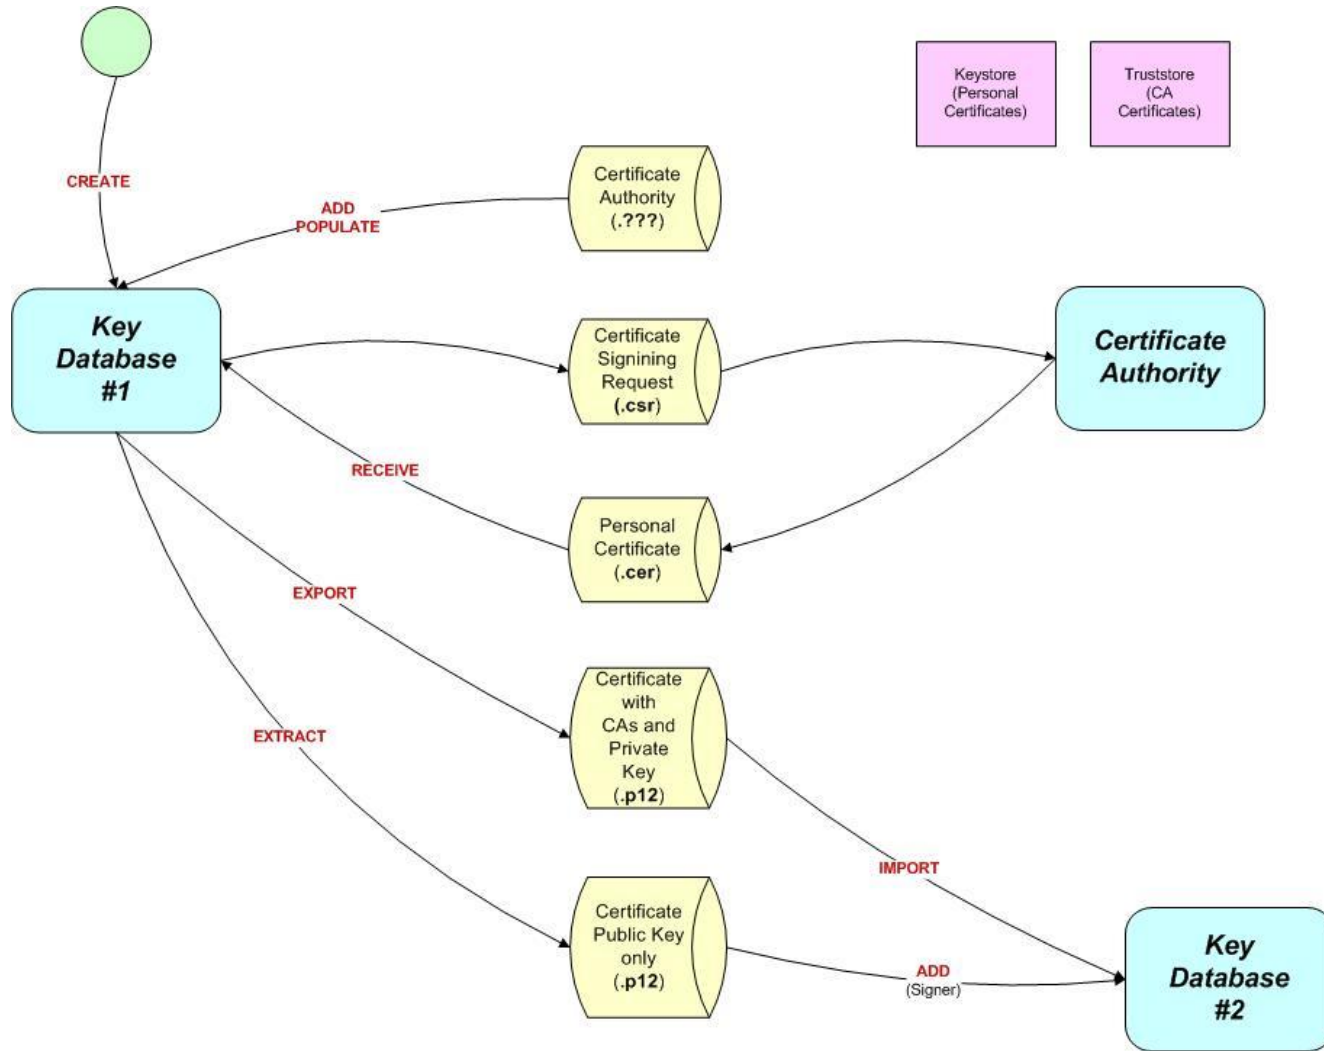 Keystore
(Personal
Certificates)
Truststore
(CA
Certificates)
CREATE
ADD
POPULATE
Certificate
Authority
(.???)
Key
Database
#1
Certificate
Signining
Request
(.csr)
Certificate
Authority
RECEIVE
Personal
Certificate
(.cer)
EXPORT
Certificate
with
CAs and
Private
Key
(.p12)
EXTRACT
IMPORT
Certificate
Public Key
only
(.p12)
ADD
(Signer)
Key
Database
#2